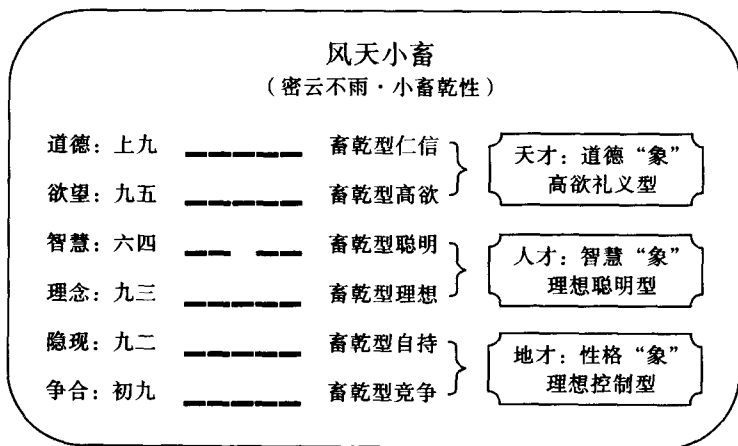 风天小畜
（密云不雨·小畜乾性）
道德：上九 畜乾型仁信
欲望：九五 畜乾型高欲
天才：道德“象”
高欲礼义型
智慧：六四 畜乾型聪明
理念：九三 畜乾型理想
人才：智慧“象”
理想聪明型
隐现：九二 畜乾型自持
争合：初九 畜乾型竞争
地才：性格“象”
理想控制型